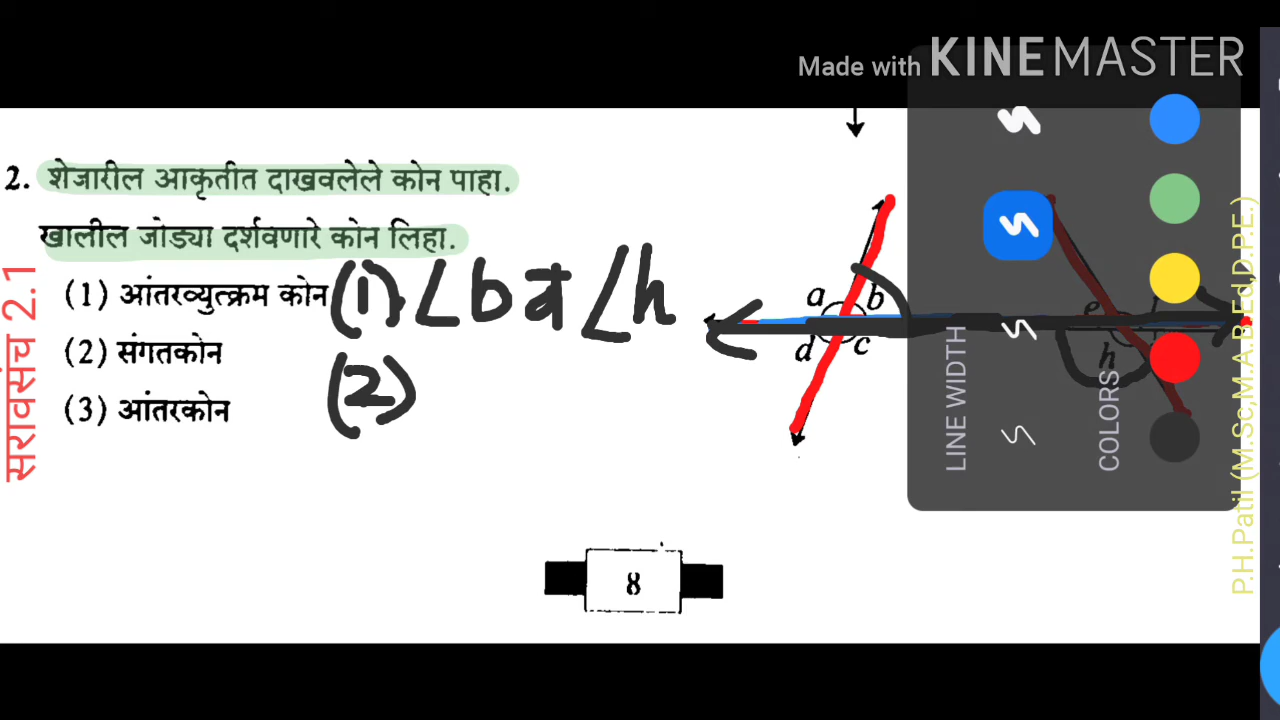 Made with KINEMASTER
2. शेजारील आकृतीत दाखवलेले कोन पाहा.
खालील जोड्या दर्शवणारे कोन लिहा.
(1) आंतरव्युत्क्रम कोन (1) ∠b व ∠h
(2) संगतकोन (2)
(3) आंतरकोन
a b
d c
e
h
LINE WIDTH
COLORS
सरावसंच 2.1
P.H.Patil (M.Sc,M.A.B.Ed,D.P.E.)
8